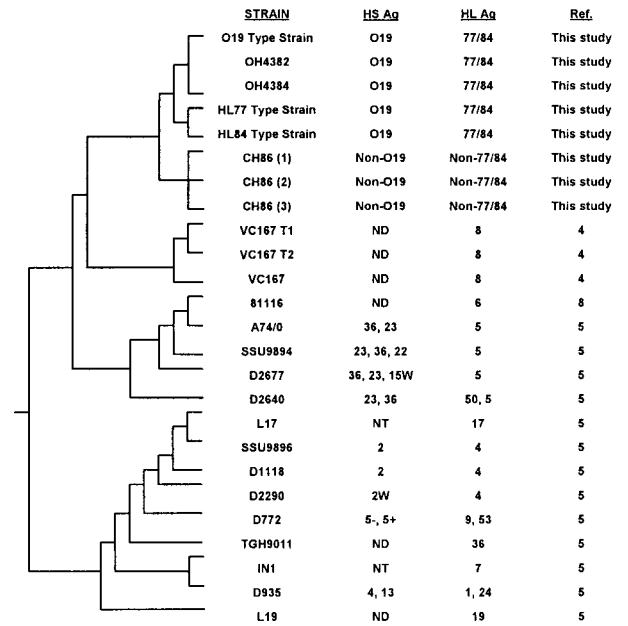 STRAIN HS Ag HL Ag Ref.
O19 Type Strain O19 77/84 This study
OH4382 O19 77/84 This study
OH4384 O19 77/84 This study
HL77 Type Strain O19 77/84 This study
HL84 Type Strain O19 77/84 This study
CH86 (1) Non-O19 Non-77/84 This study
CH86 (2) Non-O19 Non-77/84 This study
CH86 (3) Non-O19 Non-77/84 This study
VC167 T1 ND 8 4
VC167 T2 ND 8 4
VC167 ND 8 4
81116 ND 6 8
A74/0 36, 23 5 5
SSU9894 23, 36, 22 5 5
D2677 36, 23, 15W 5 5
D2640 23, 36 50, 5 5
L17 NT 17 5
SSU9896 2 4 5
D1118 2 4 5
D2290 2W 4 5
D772 5-, 5+ 9, 53 5
TGH9011 ND 36 5
IN1 NT 7 5
D935 4, 13 1, 24 5
L19 ND 19 5